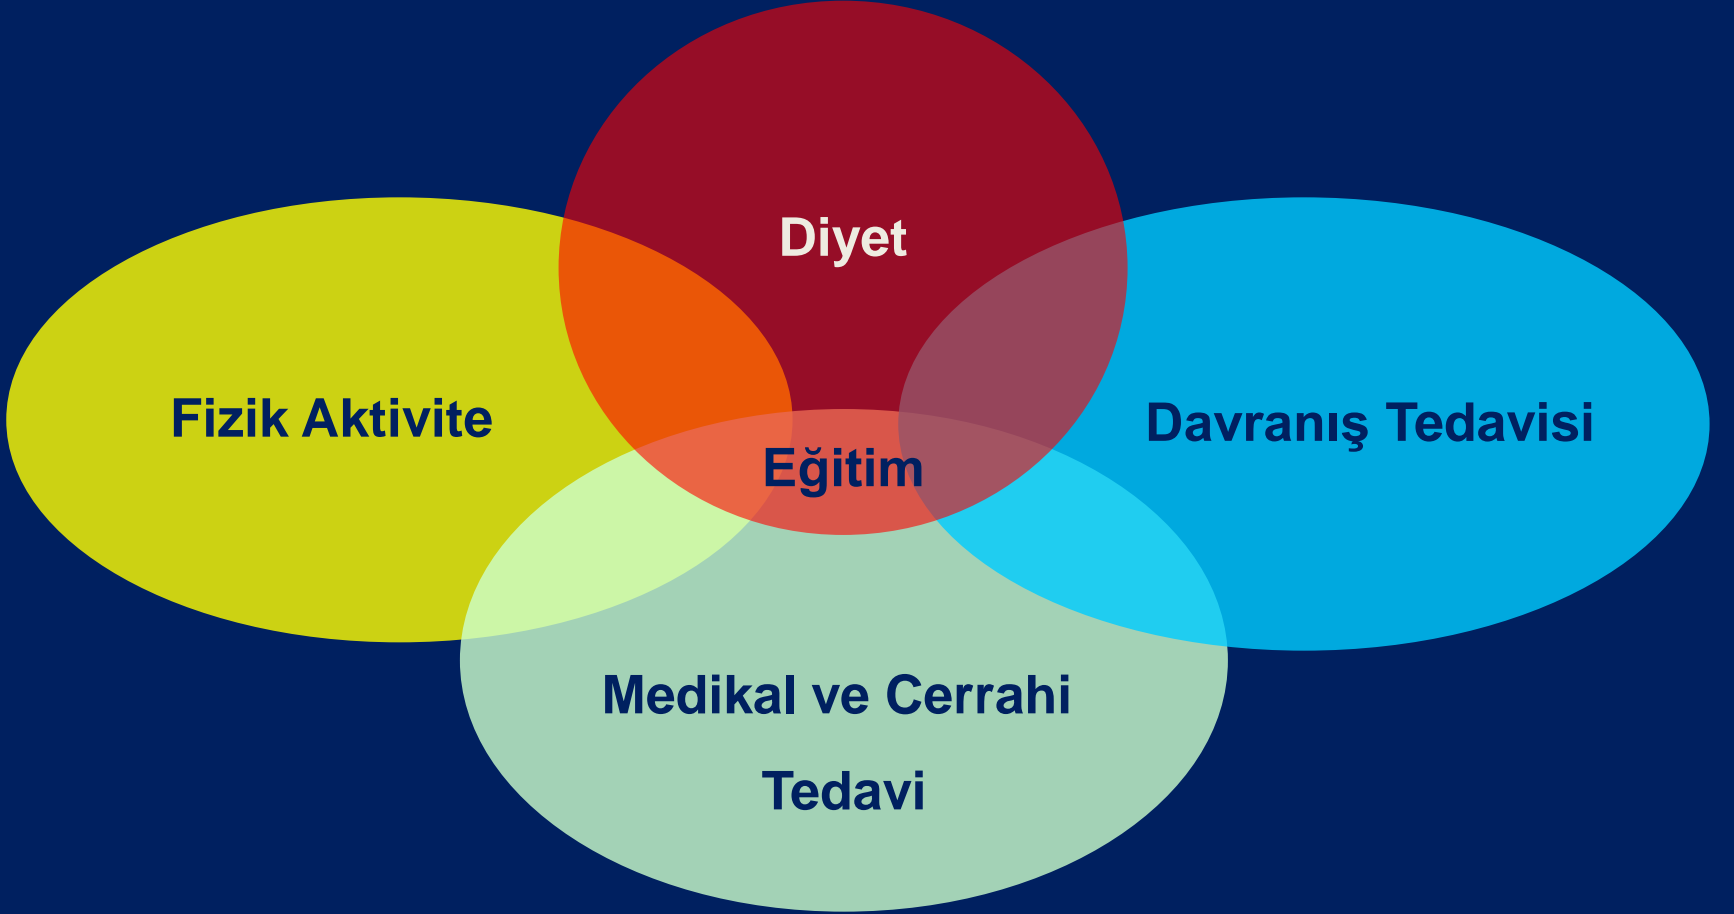 Diyet
Fizik Aktivite
Davranış Tedavisi
Eğitim
Medikal ve Cerrahi
Tedavi